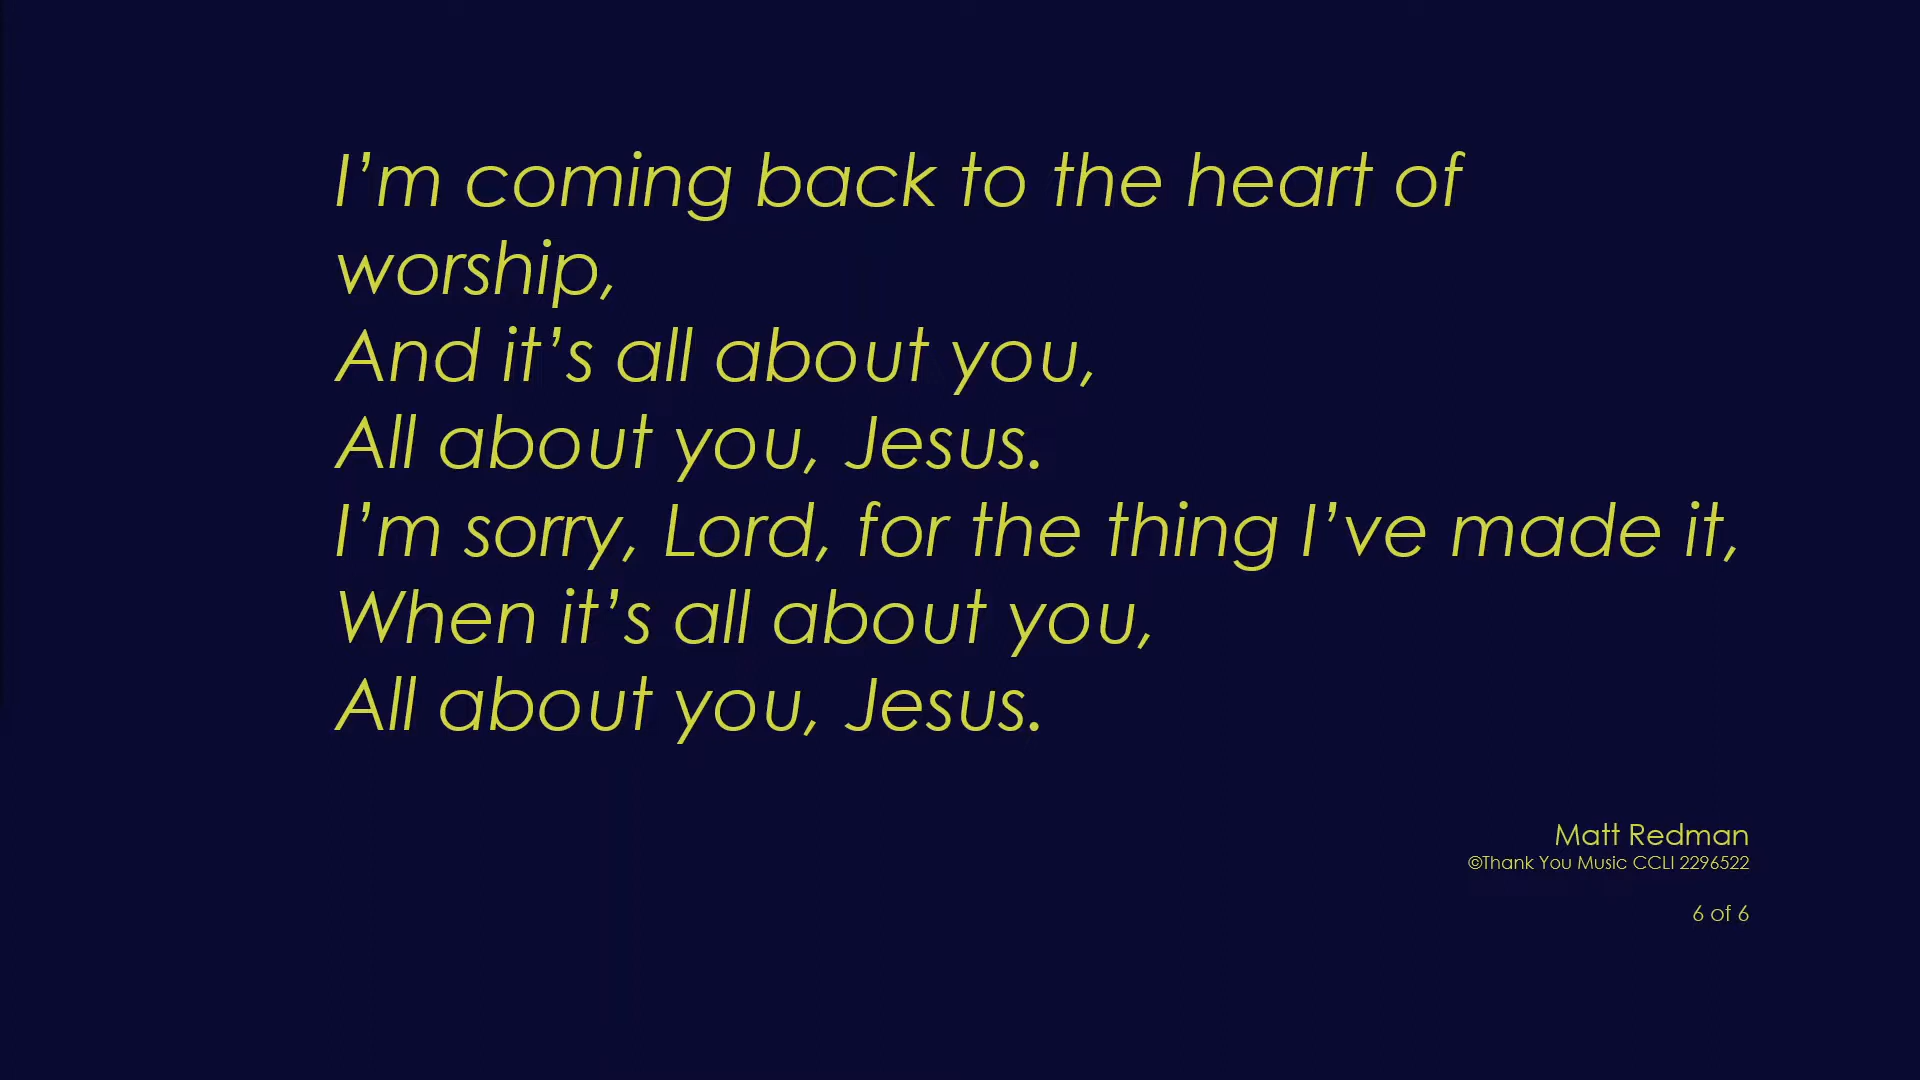 I’m coming back to the heart of
worship,
And it’s all about you,
All about you, Jesus.
I’m sorry, Lord, for the thing I’ve made it,
When it’s all about you,
All about you, Jesus.
Matt Redman
©Thank You Music CCLI 2296522
6 of 6